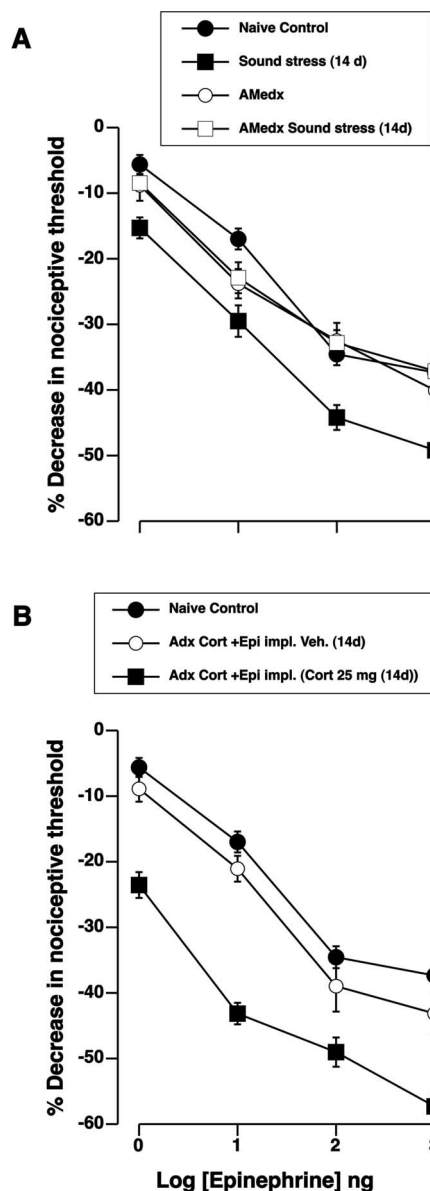 A
Naive Control
Sound stress (14 d)
AMedx
AMedx Sound stress (14d)
% Decrease in nociceptive threshold
0
-10
-20
-30
-40
-50
-60
B
Naive Control
Adx Cort +Epi impl. Veh. (14d)
Adx Cort +Epi impl. (Cort 25 mg (14d))
% Decrease in nociceptive threshold
0
-10
-20
-30
-40
-50
-60
0 1 2
Log [Epinephrine] ng